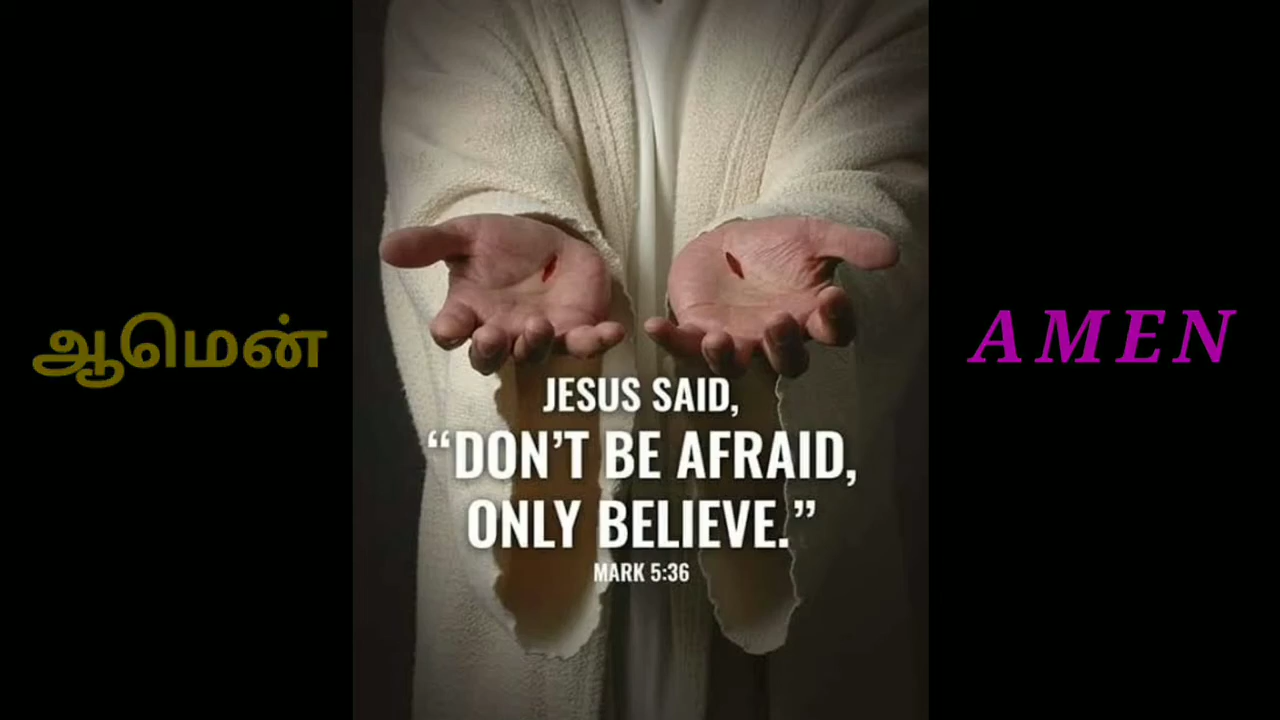 ஆமென்
JESUS SAID,
“DON’T BE AFRAID,
ONLY BELIEVE.”
MARK 5:36
AMEN